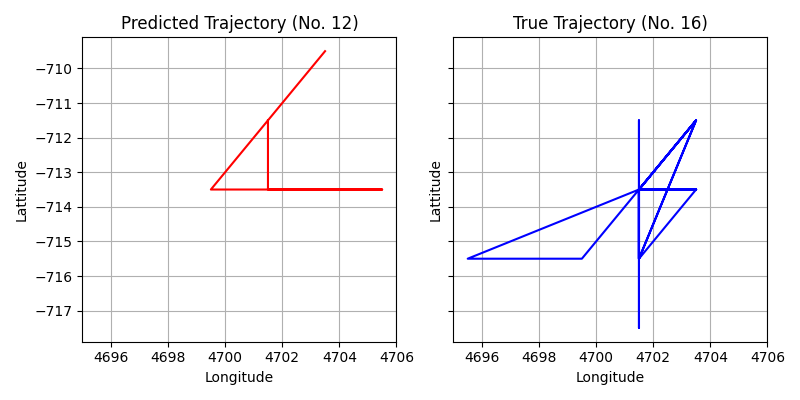 Predicted Trajectory (No. 12)
True Trajectory (No. 16)
−710
−711
−712
−713
−714
−715
−716
−717
Lattitude
Lattitude
4696 4698 4700 4702 4704 4706
4696 4698 4700 4702 4704 4706
Longitude
Longitude